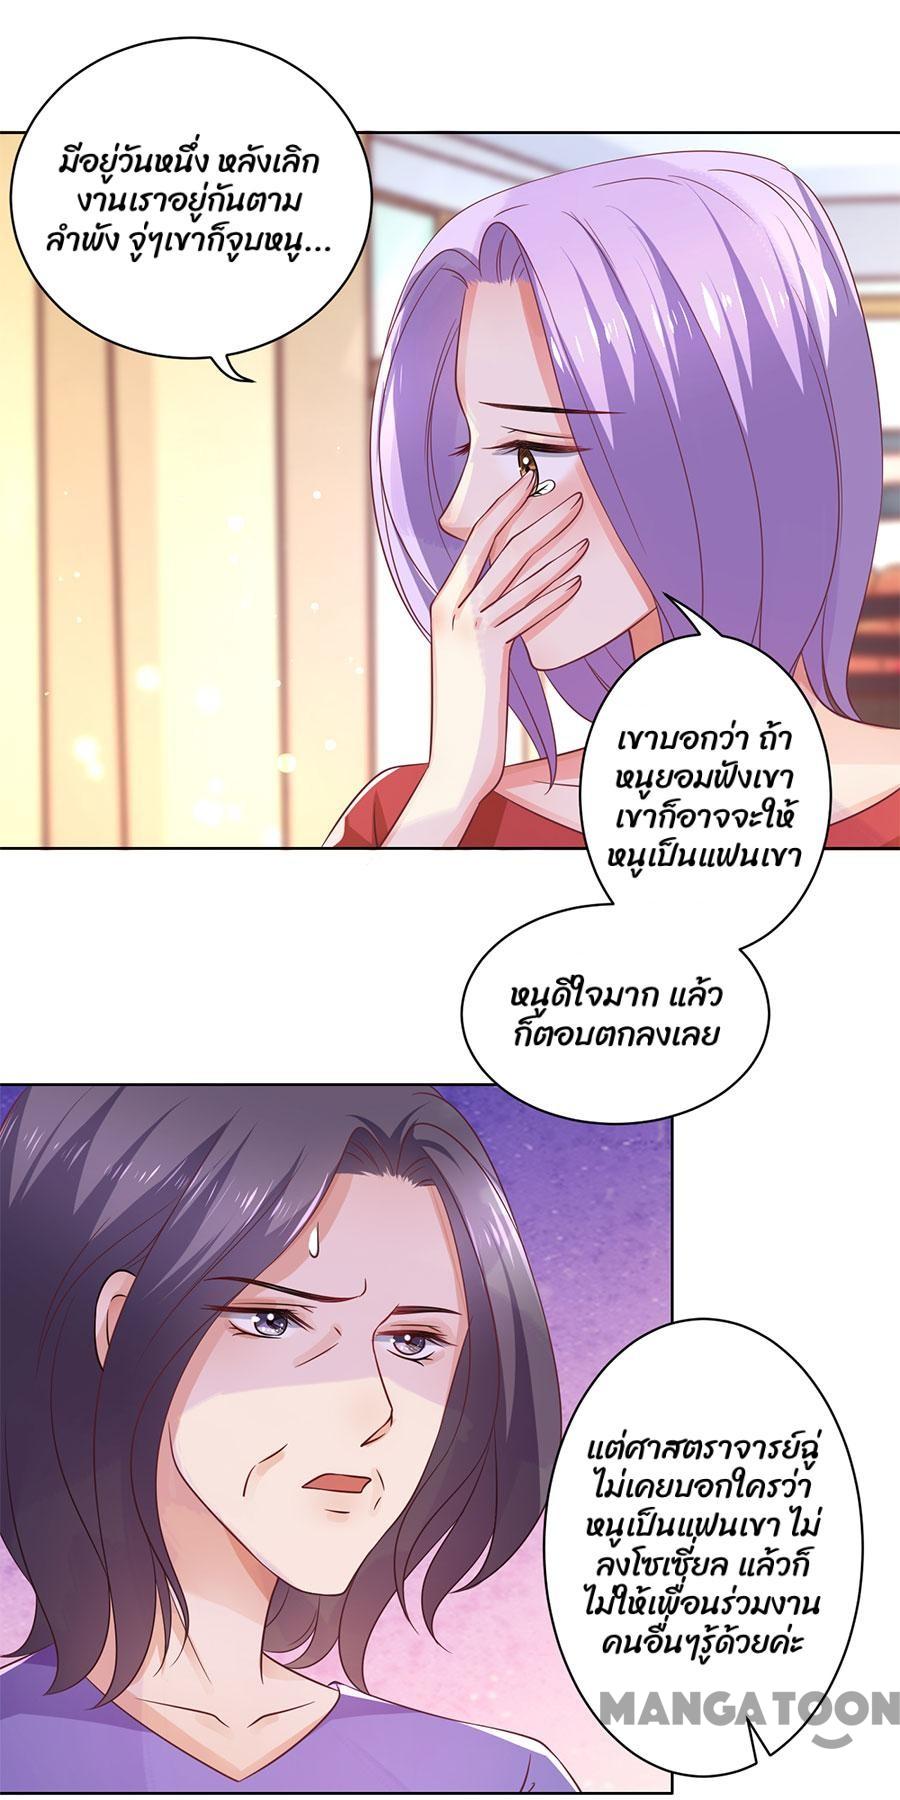 มีอยู่วันหนึ่ง หลังเลิก
งานเราอยู่กันตาม
ลำพัง จู่ๆเขาก็จูบหนู...
เขาบอกว่า ถ้า
หนูยอมฟังเขา
เขาก็อาจจะให้
หนูเป็นแฟนเขา
หนูดีใจมาก แล้ว
ก็ตอบตกลงเลย
แต่ศาสตราจารย์ฉู่
ไม่เคยบอกใครว่า
หนูเป็นแฟนเขา ไม่
ลงโซเซี่ยล แล้วก็
ไม่ให้เพื่อนร่วมงาน
คนอื่นๆรู้ด้วยค่ะ
MANGATOON